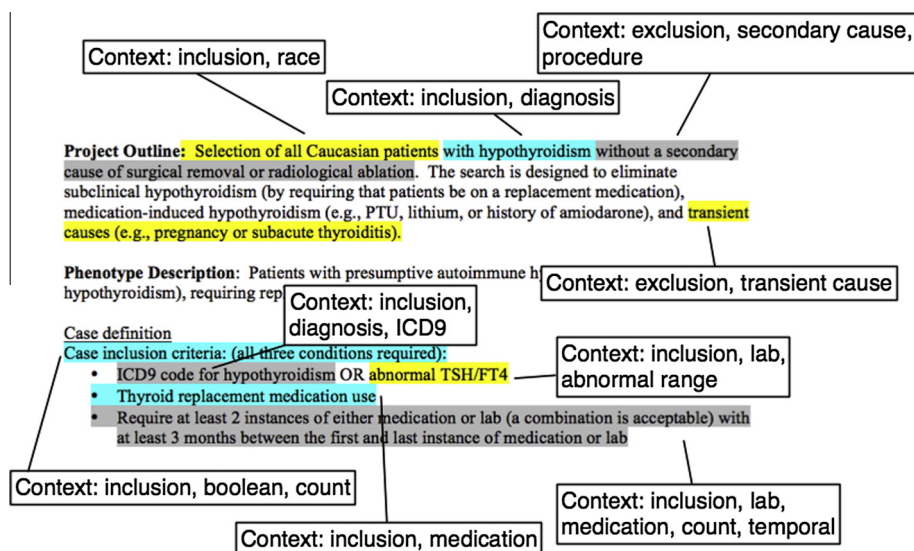 Context: exclusion, secondary cause,
procedure
Context: inclusion, race
Context: inclusion, diagnosis
Project Outline: Selection of all Caucasian patients with hypothyroidism without a secondary
cause of surgical removal or radiological ablation. The search is designed to eliminate
subclinical hypothyroidism (by requiring that patients be on a replacement medication),
medication-induced hypothyroidism (e.g., PTU, lithium, or history of amiodarone), and transient
causes (e.g., pregnancy or subacute thyroiditis).
Phenotype Description: Patients with presumptive autoimmune
hypothyroidism), requiring
Context: exclusion, transient cause
Context: inclusion,
diagnosis, ICD9
Case definition
Case inclusion criteria: (all three conditions required):
• ICD9 code for hypothyroidism OR abnormal TSH/FT4
• Thyroid replacement medication use
• Require at least 2 instances of either medication or lab (a combination is acceptable) with
at least 3 months between the first and last instance of medication or lab
Context: inclusion, lab,
abnormal range
Context: inclusion, boolean, count
Context: inclusion, medication
Context: inclusion, lab,
medication, count, temporal